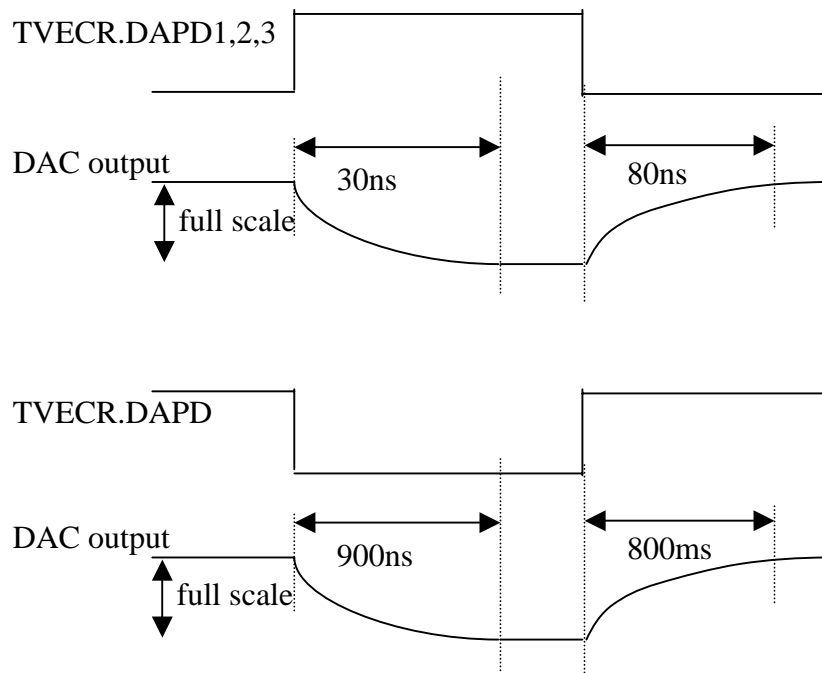 TVECR.DAPD1,2,3
DAC output
30ns
80ns
full scale
TVECR.DAPD
DAC output
900ns
800ms
full scale